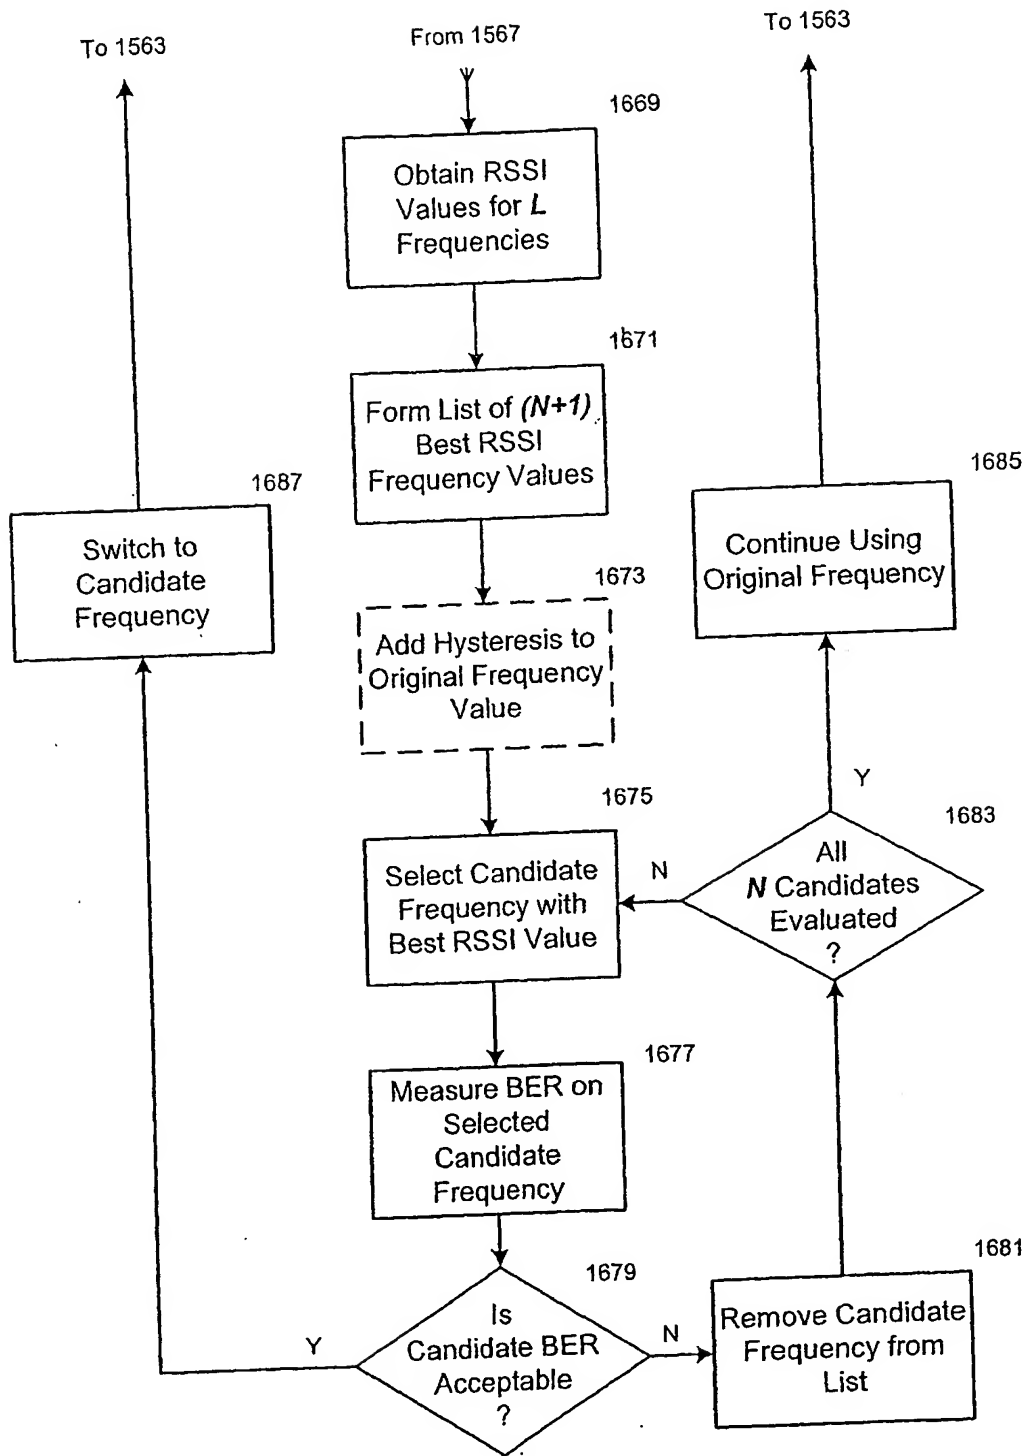 To 1563
From 1567
To 1563
1669
Obtain RSSI
Values for L
Frequencies
1671
Form List of (N+1)
Best RSSI
Frequency Values
1687
Switch to
Candidate
Frequency
1685
Continue Using
Original Frequency
1673
Add Hysteresis to
Original Frequency
Value
Y
1675
Select Candidate
Frequency with
Best RSSI Value
N
1683
All
N Candidates
Evaluated
?
1677
Measure BER on
Selected
Candidate
Frequency
1679
Is
Candidate BER
Acceptable
?
Y
N
1681
Remove Candidate
Frequency from
List